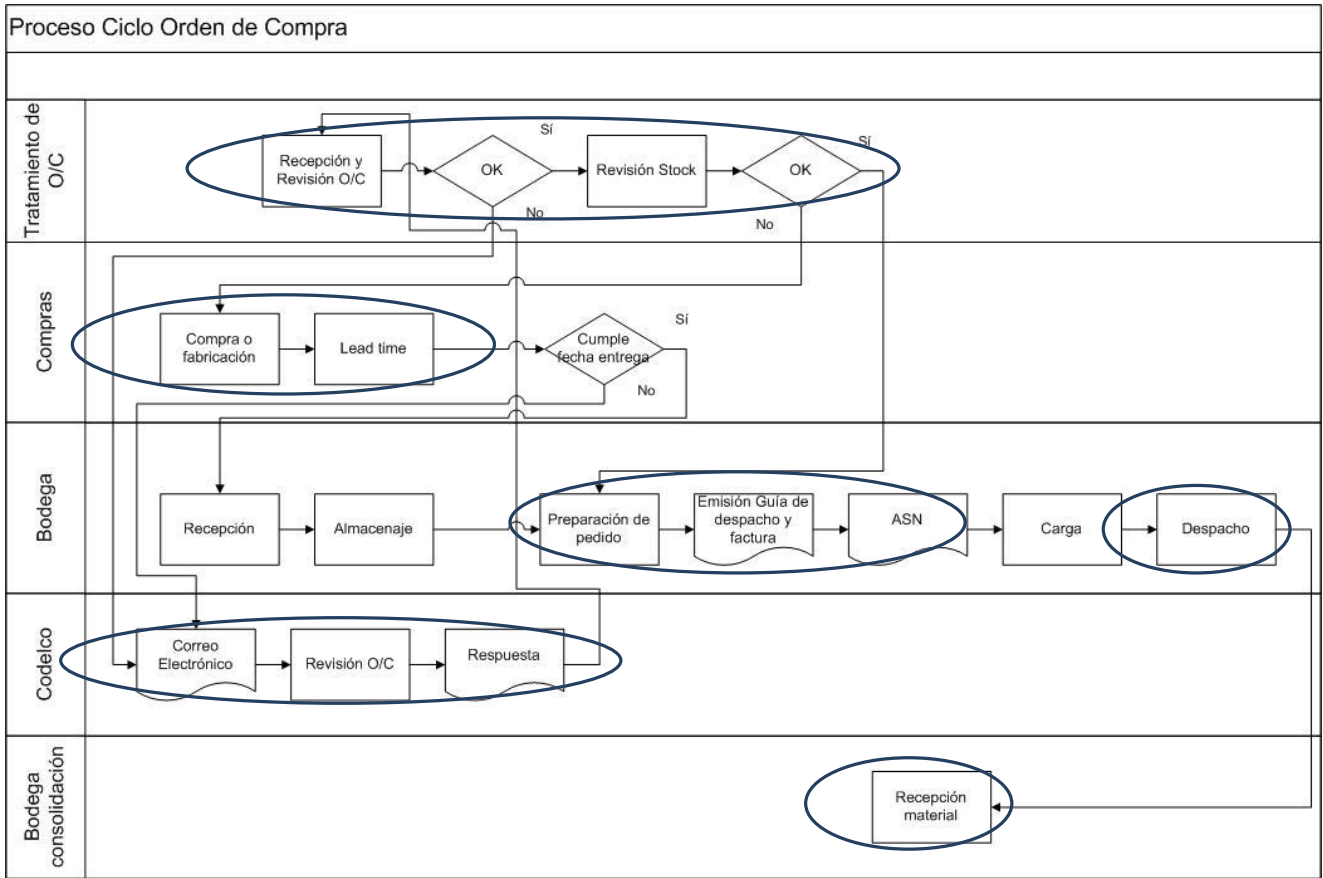 Proceso Ciclo Orden de Compra
Tratamiento de
O/C
Recepción y
Revisión O/C
OK
Sí
No
Revisión Stock
OK
Sí
No
Compras
Compra o
fabricación
Lead time
Cumple
fecha entrega
Sí
No
Bodega
Recepción
Almacenaje
Preparación de
pedido
Emisión Guía de
despacho y
factura
ASN
Carga
Despacho
Codelco
Correo
Electrónico
Revisión O/C
Respuesta
Bodega
consolidación
Recepción
material